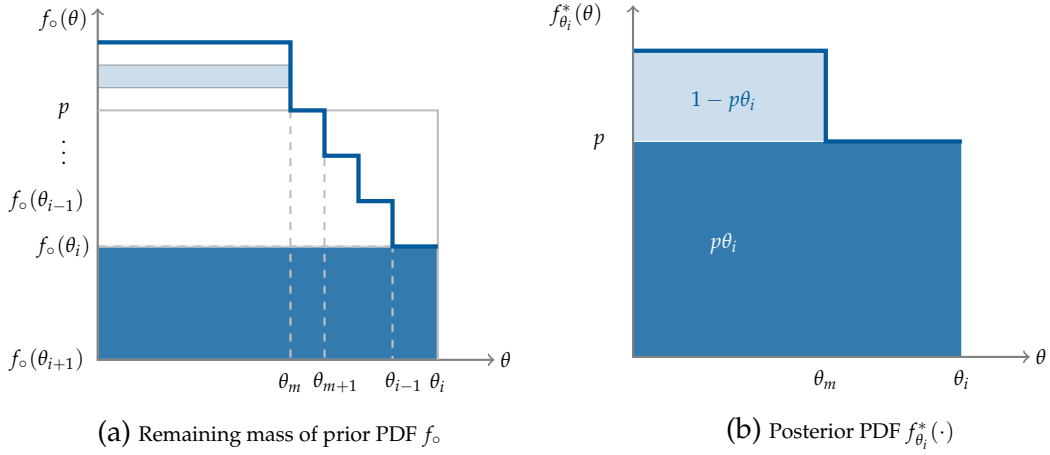 f∘(θ)
p
⋮
f∘(θᵢ₋₁)
f∘(θᵢ)
f∘(θᵢ₊₁)
θₘ θₘ₊₁ θᵢ₋₁ θᵢ
θ
(a) Remaining mass of prior PDF f∘
f*θᵢ(θ)
1 − pθᵢ
p
pθᵢ
θₘ θᵢ
θ
(b) Posterior PDF f*θᵢ(·)